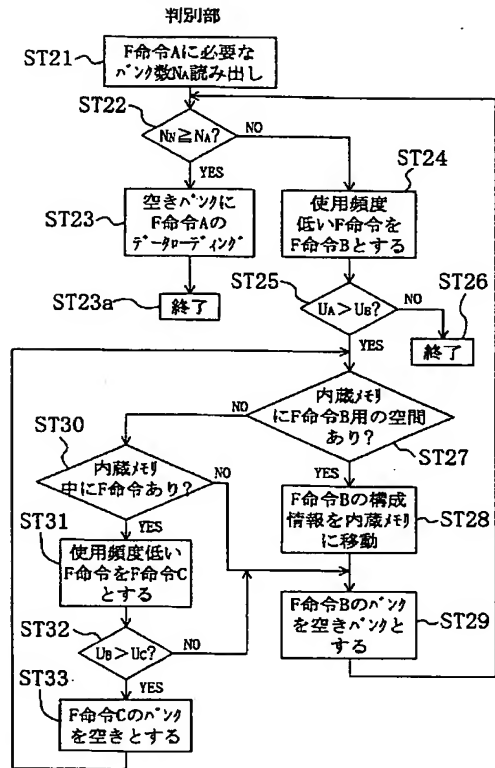 判別部
ST21
F命令Aに必要な
バンク数NA読み出し
ST22
NN≧NA?
NO
YES
ST23
空きバンクに
F命令Aの
データローディング
ST23a
終了
ST24
使用頻度
低いF命令を
F命令Bとする
ST25
UA>UB?
NO
ST26
終了
YES
内蔵メモリ
にF命令B用の空間
あり?
ST27
NO
YES
ST28
F命令Bの構成
情報を内蔵メモリ
に移動
ST29
F命令Bのバンク
を空きバンクと
する
ST30
内蔵メモリ
中にF命令あり?
NO
YES
ST31
使用頻度低い
F命令をF命令C
とする
ST32
UB>UC?
NO
YES
ST33
F命令Cのバンク
を空きとする